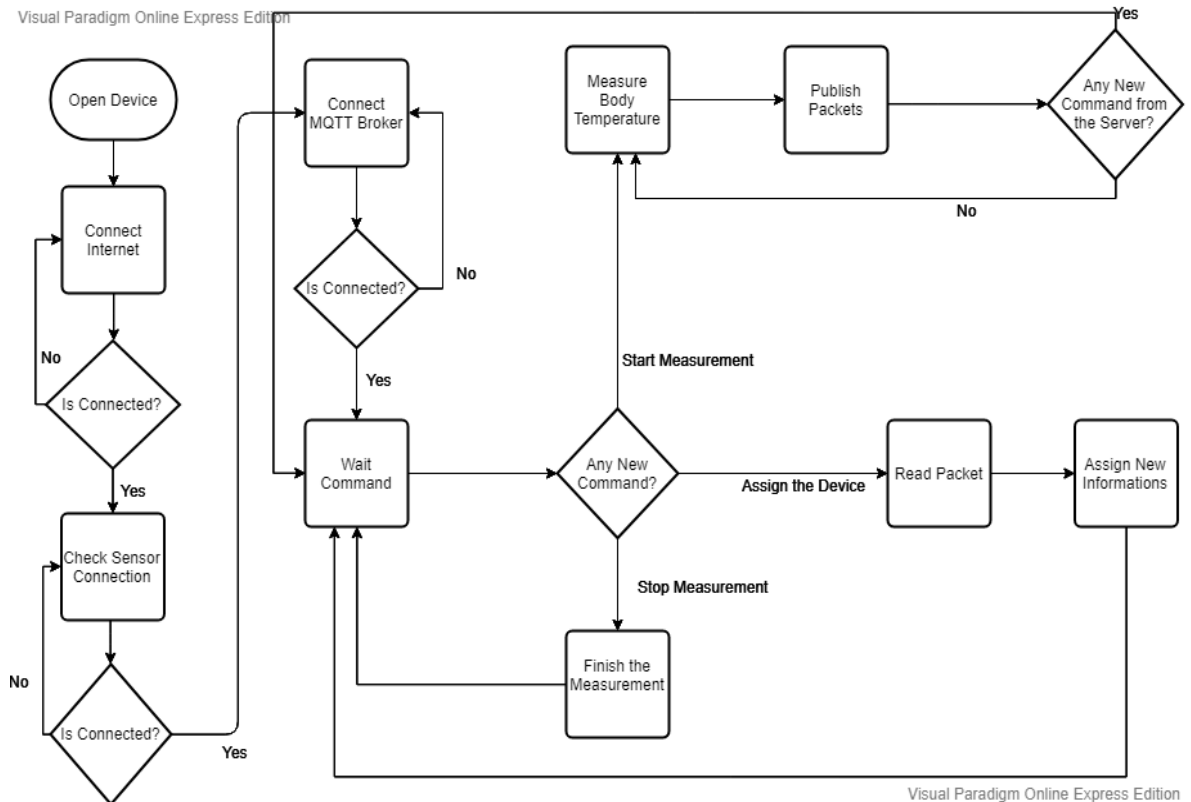 Visual Paradigm Online Express Edition
Open Device
Connect
Internet
No
Is Connected?
Yes
Check Sensor
Connection
No
Is Connected?
Yes
Connect
MQTT Broker
Is Connected?
No
Yes
Wait
Command
Any New
Command?
Start Measurement
Measure
Body
Temperature
Publish
Packets
Yes
Any New
Command from
the Server?
No
Assign the Device
Read Packet
Assign New
Informations
Stop Measurement
Finish the
Measurement
Visual Paradigm Online Express Edition